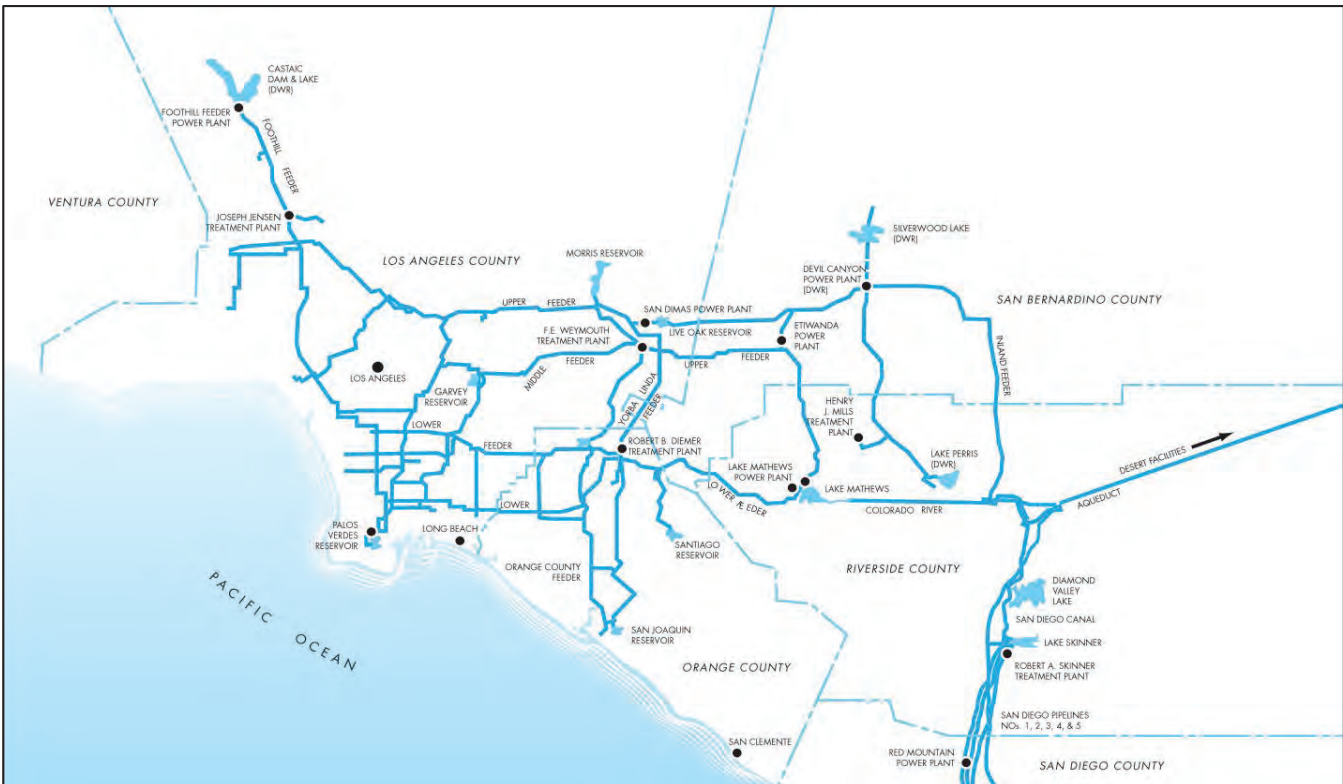 CASTAIC
DAM & LAKE
(DWR)
FOOTHILL FEEDER
POWER PLANT
FOOTHILL
FEEDER
VENTURA COUNTY
JOSEPH JENSEN
TREATMENT PLANT
LOS ANGELES COUNTY
MORRIS RESERVOIR
SILVERWOOD LAKE
(DWR)
DEVIL CANYON
POWER PLANT
(DWR)
SAN BERNARDINO COUNTY
UPPER FEEDER
SAN DIMAS POWER PLANT
LIVE OAK RESERVOIR
F.E. WEYMOUTH
TREATMENT PLANT
ETIWANDA
POWER
PLANT
UPPER FEEDER
INLAND FEEDER
MIDDLE FEEDER
LOS ANGELES
GARVEY
RESERVOIR
YORBA LINDA
FEEDER
HENRY
J. MILLS
TREATMENT
PLANT
LOWER
FEEDER
ROBERT B. DIEMER
TREATMENT PLANT
LAKE PERRIS
(DWR)
DESERT FACILITIES
LAKE MATHEWS
POWER PLANT
LAKE MATHEWS
LO WER Æ EDER
LOWER
COLORADO RIVER
AQUEDUCT
PALOS
VERDES
RESERVOIR
LONG BEACH
SANTIAGO
RESERVOIR
ORANGE COUNTY
FEEDER
RIVERSIDE COUNTY
DIAMOND
VALLEY
LAKE
SAN DIEGO CANAL
PACIFIC OCEAN
SAN JOAQUIN
RESERVOIR
LAKE SKINNER
ROBERT A. SKINNER
TREATMENT PLANT
ORANGE COUNTY
SAN DIEGO PIPELINES
NOs. 1, 2, 3, 4, & 5
SAN CLEMENTE
RED MOUNTAIN
POWER PLANT
SAN DIEGO COUNTY